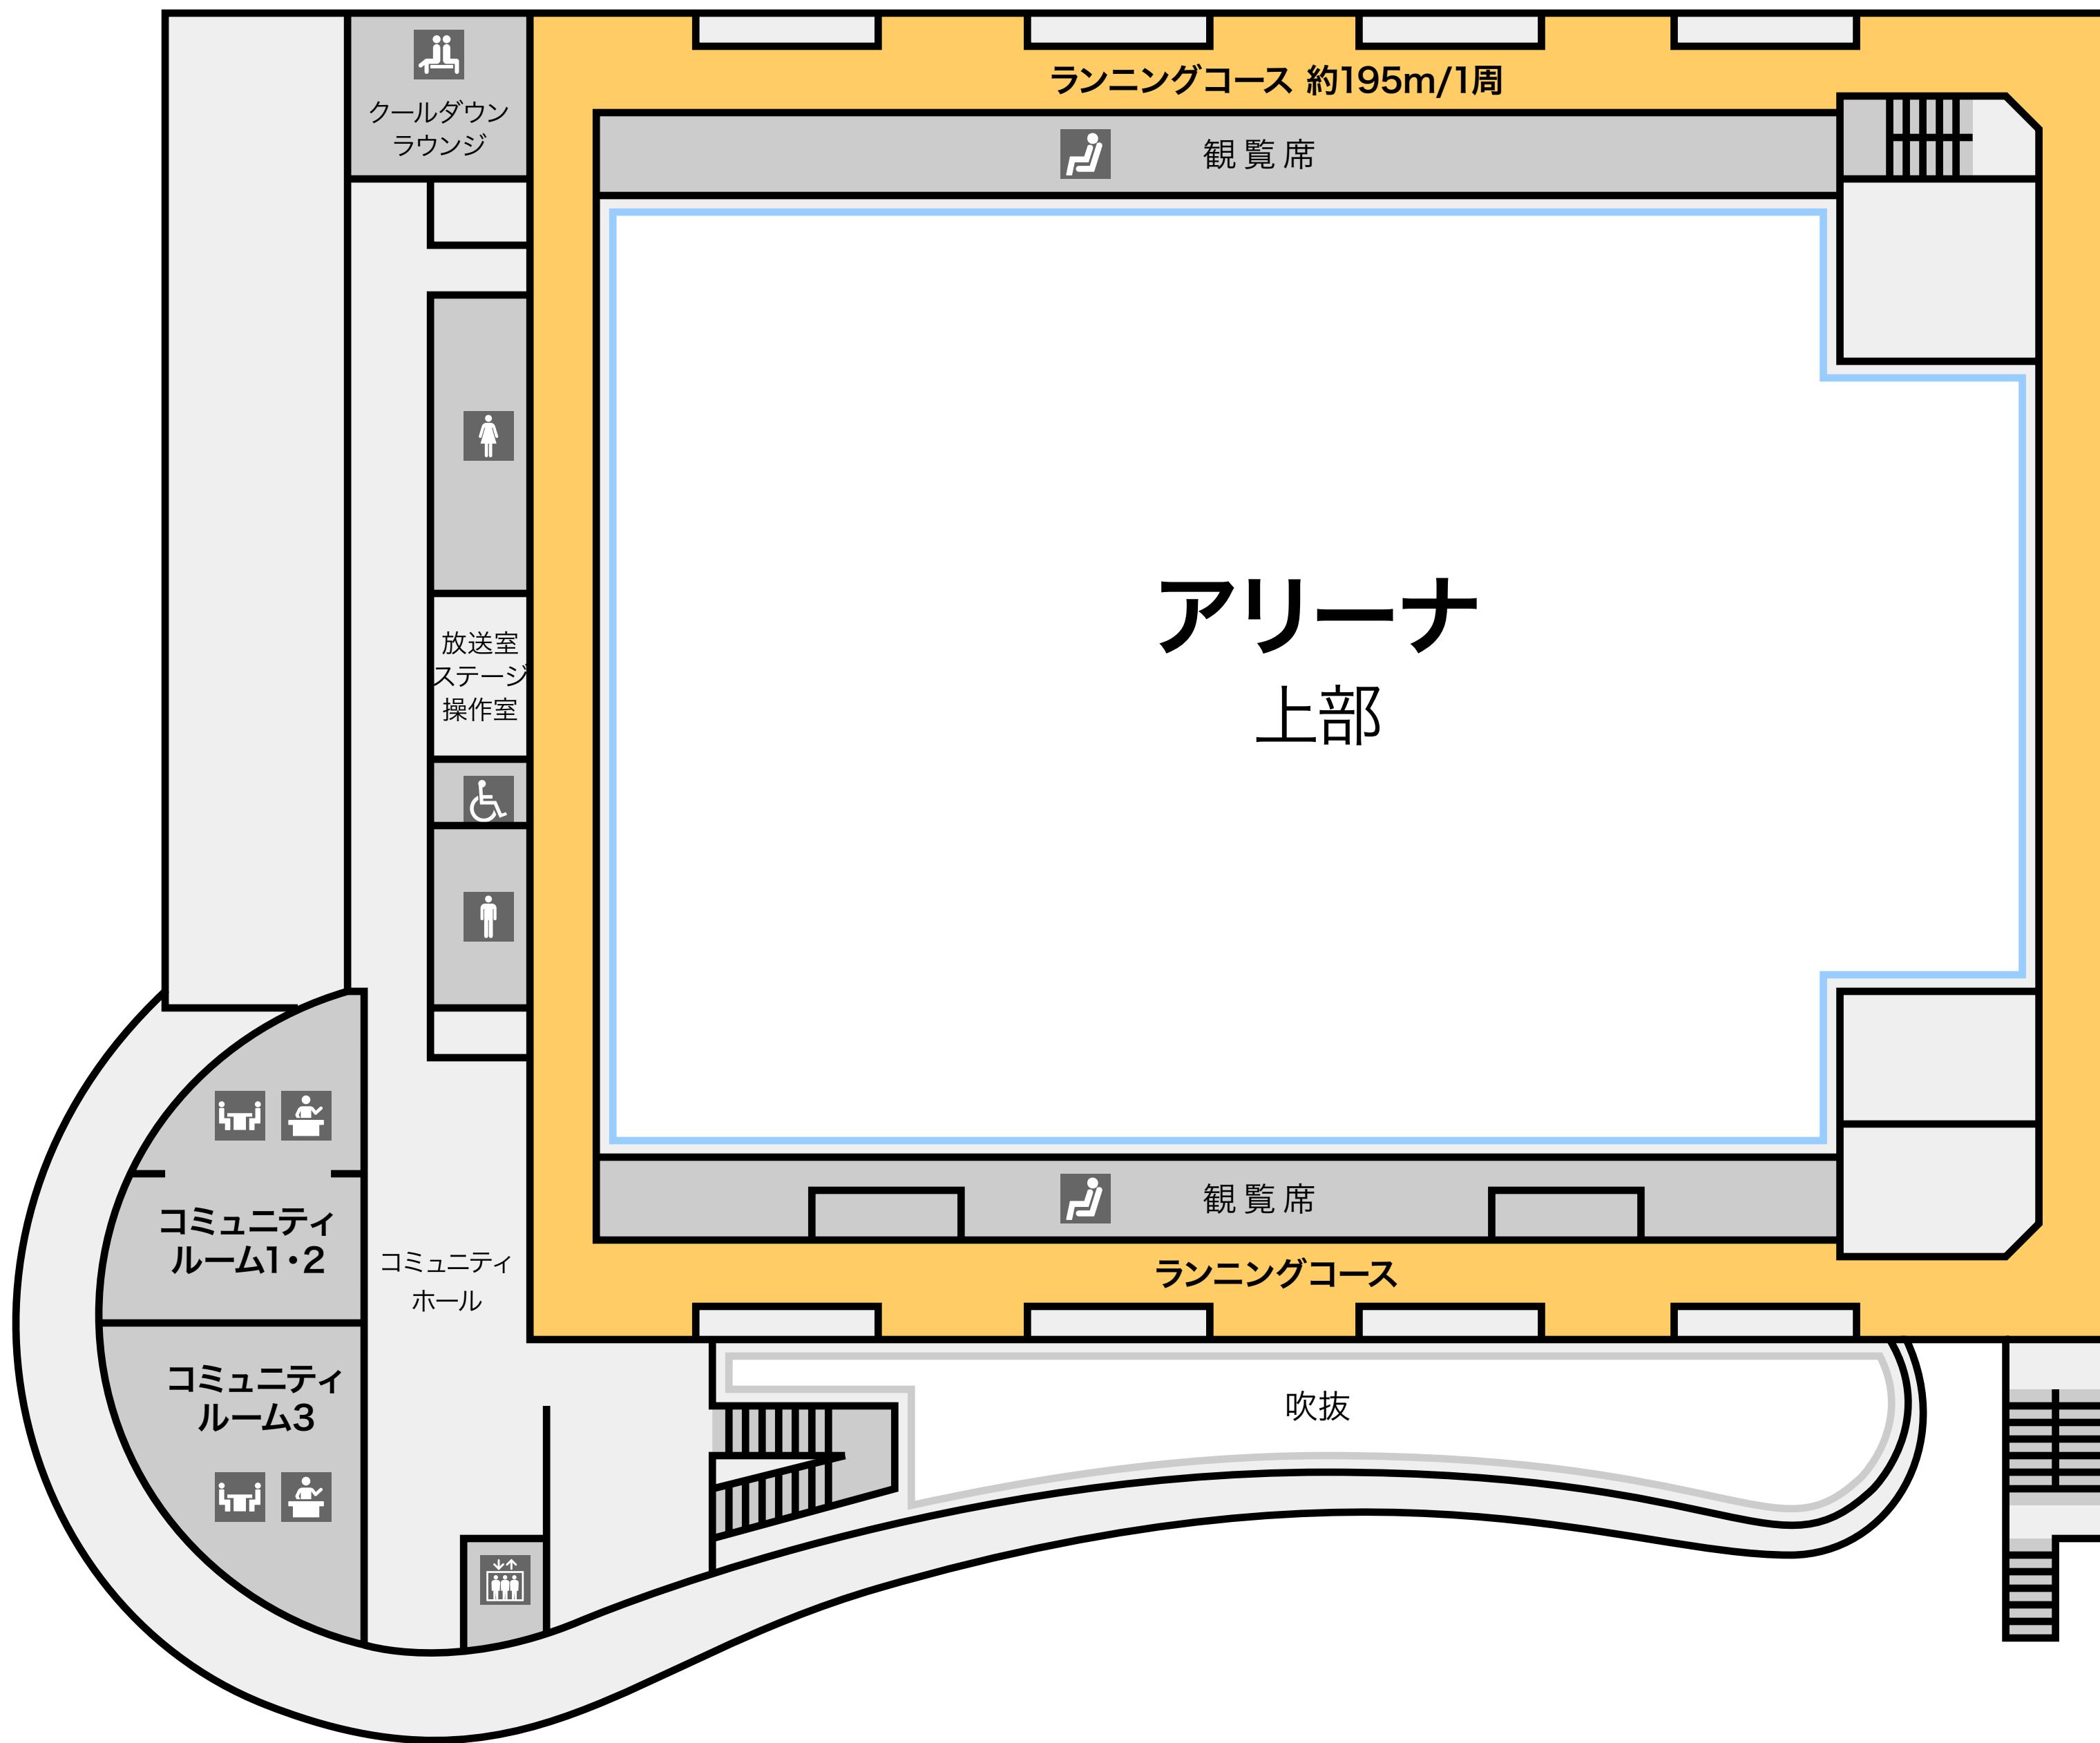 クールダウン
ラウンジ
ランニングコース 約195m/1周
観覧席
アリーナ
上部
放送室
ステージ
操作室
観覧席
コミュニティ
ルーム1・2
コミュニティ
ホール
ランニングコース
コミュニティ
ルーム3
吹抜